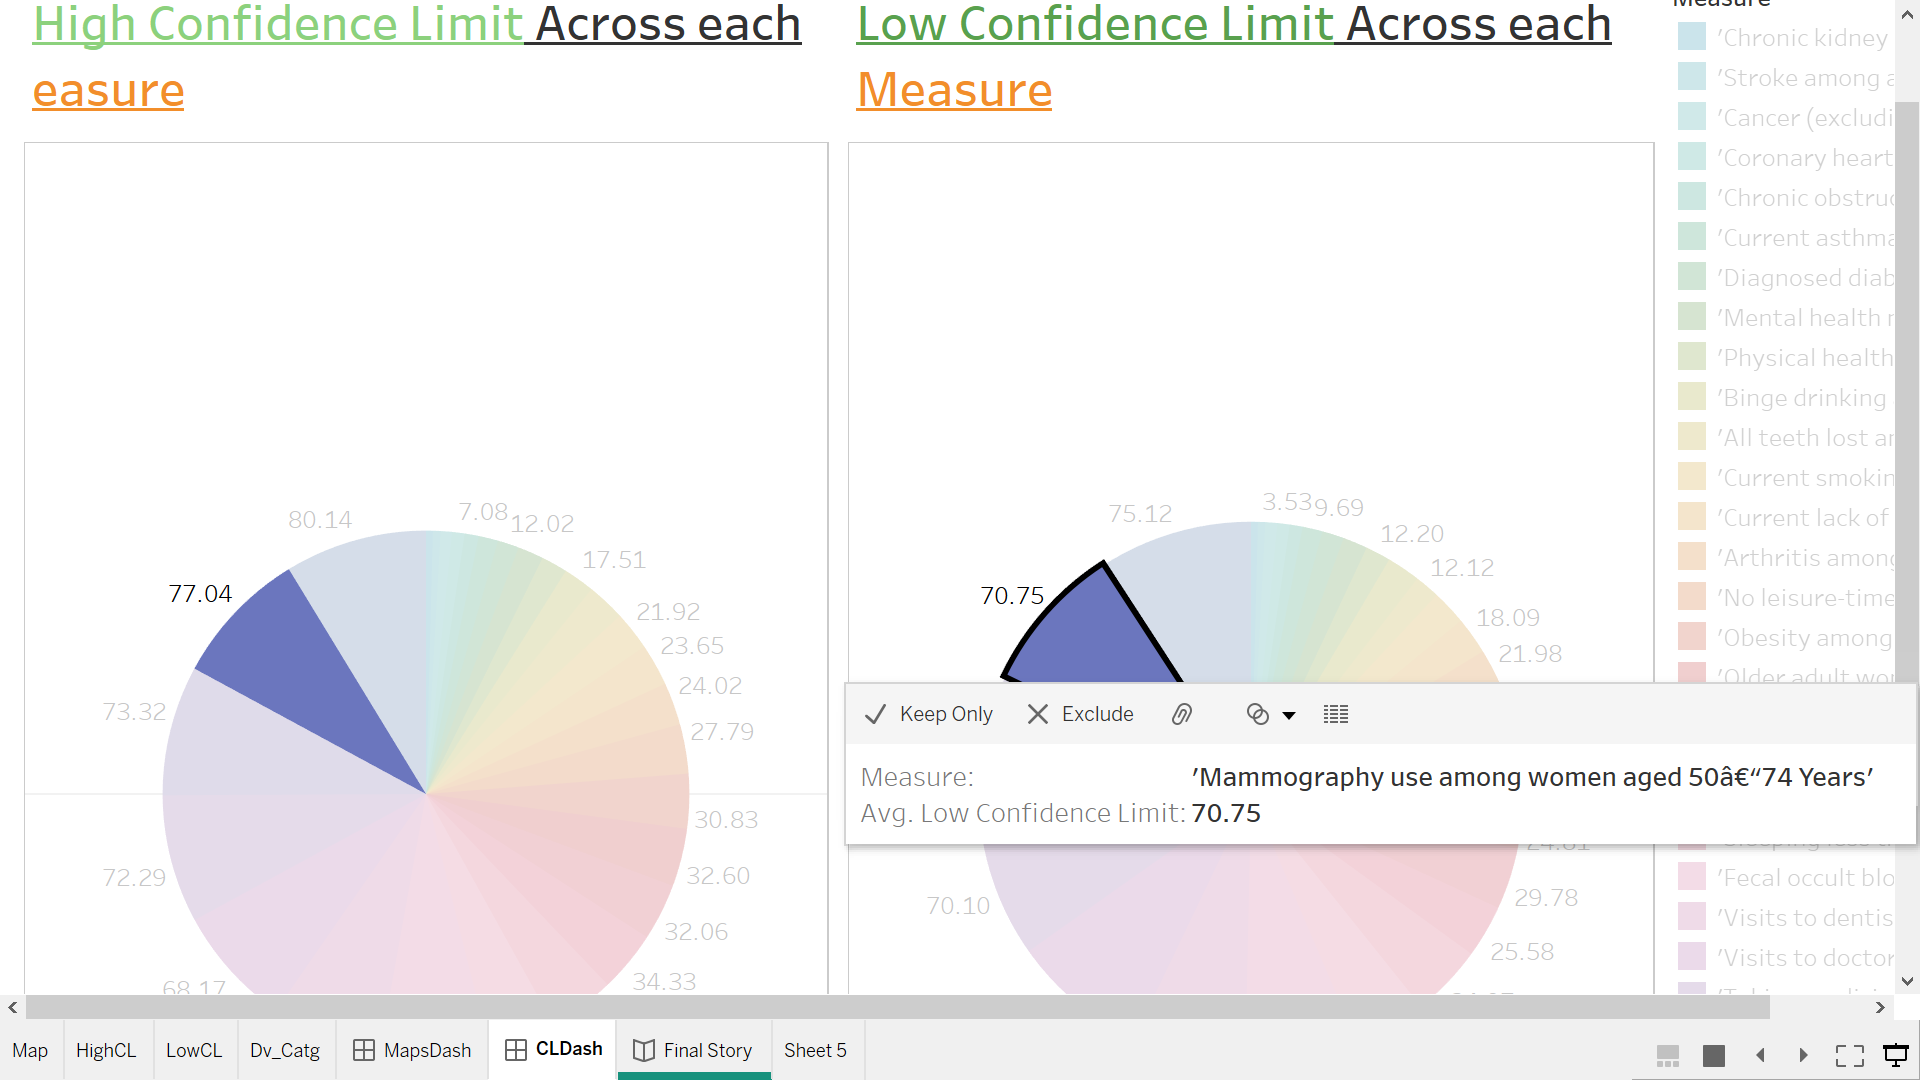 High Confidence Limit Across each
easure
Low Confidence Limit Across each
Measure
Measure
'Chronic kidney
'Stroke among a
'Cancer (excludi
'Coronary heart
'Chronic obstruc
'Current asthma
'Diagnosed diab
'Mental health
'Physical health
'Binge drinking
'All teeth lost
'Current smokin
'Current lack of
'Arthritis among
'No leisure-time
'Obesity among
'Older adult wo
'Fecal occult blo
'Visits to dentis
'Visits to doctor
80.14
7.08
12.02
17.51
77.04
21.92
23.65
24.02
73.32
27.79
30.83
72.29
32.60
32.06
34.33
68.17
75.12
3.53
9.69
12.20
12.12
70.75
18.09
21.98
29.78
70.10
25.58
Keep Only
Exclude
Measure: 'Mammography use among women aged 50â€“74 Years'
Avg. Low Confidence Limit: 70.75
Map
HighCL
LowCL
Dv_Catg
MapsDash
CLDash
Final Story
Sheet 5